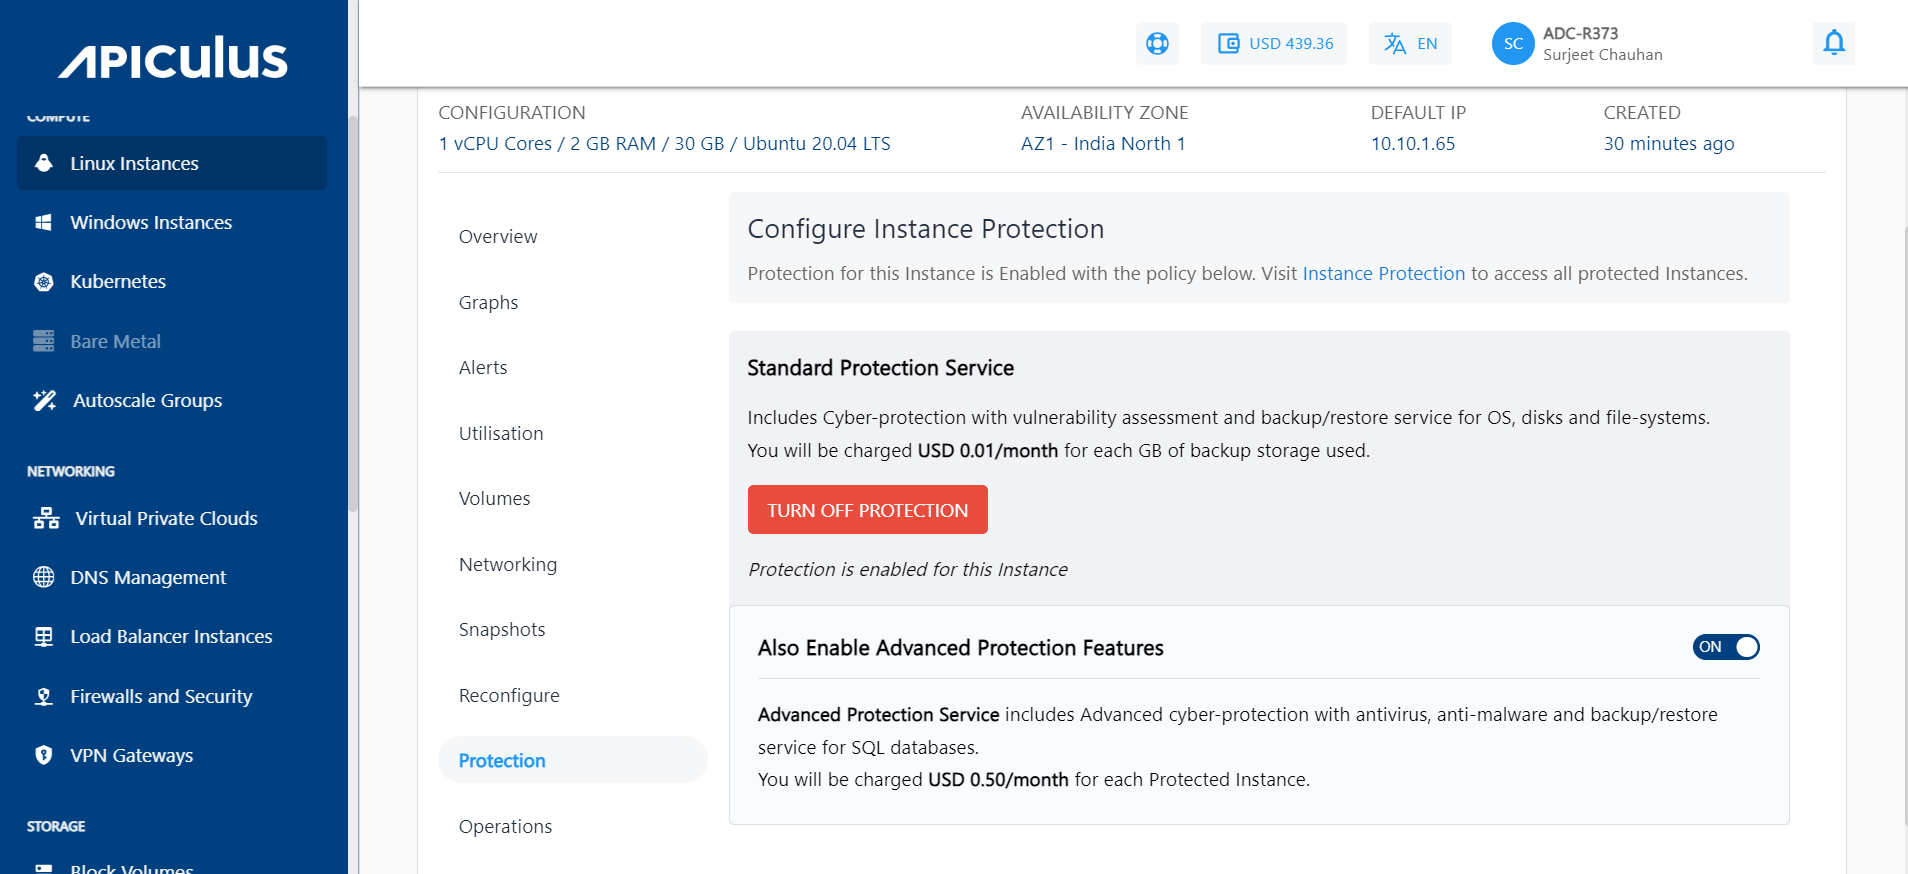 APICULUS
COMPUTE
Linux Instances
Windows Instances
Kubernetes
Bare Metal
Autoscale Groups
NETWORKING
Virtual Private Clouds
DNS Management
Load Balancer Instances
Firewalls and Security
VPN Gateways
STORAGE
Block Volumes
USD 439.36
EN
SC
ADC-R373
Surjeet Chauhan
CONFIGURATION
1 vCPU Cores / 2 GB RAM / 30 GB / Ubuntu 20.04 LTS
AVAILABILITY ZONE
AZ1 - India North 1
DEFAULT IP
10.10.1.65
CREATED
30 minutes ago
Overview
Graphs
Alerts
Utilisation
Volumes
Networking
Snapshots
Reconfigure
Protection
Operations
Configure Instance Protection
Protection for this Instance is Enabled with the policy below. Visit Instance Protection to access all protected Instances.
Standard Protection Service
Includes Cyber-protection with vulnerability assessment and backup/restore service for OS, disks and file-systems.
You will be charged USD 0.01/month for each GB of backup storage used.
TURN OFF PROTECTION
Protection is enabled for this Instance
Also Enable Advanced Protection Features
ON
Advanced Protection Service includes Advanced cyber-protection with antivirus, anti-malware and backup/restore
service for SQL databases.
You will be charged USD 0.50/month for each Protected Instance.